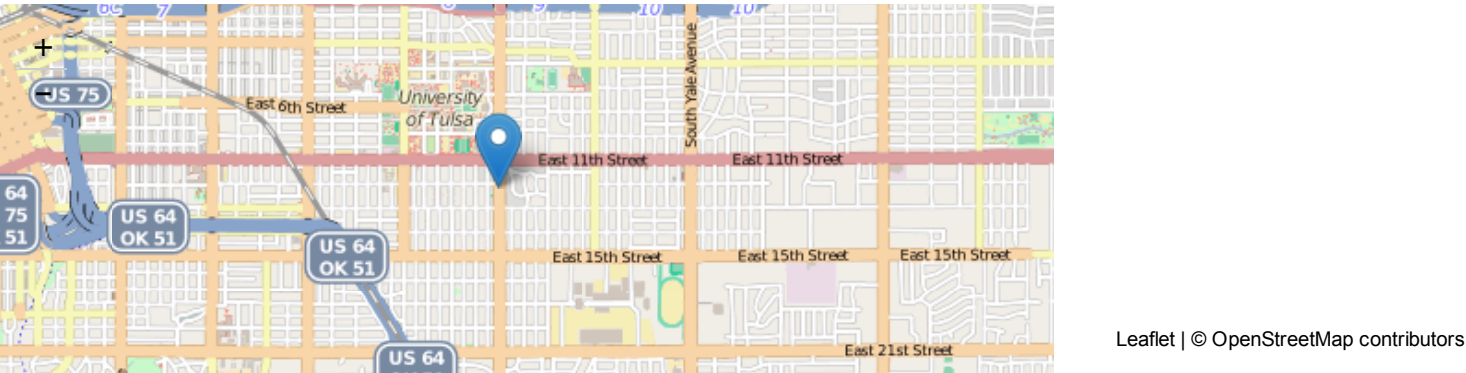 6C
7
8
9
10
10
+
−
US 75
East 6th Street
University
of Tulsa
South Yale Avenue
East 11th Street
East 11th Street
64
75
51
US 64
OK 51
US 64
OK 51
East 15th Street
East 15th Street
East 15th Street
Leaflet | © OpenStreetMap contributors
East 21st Street
US 64